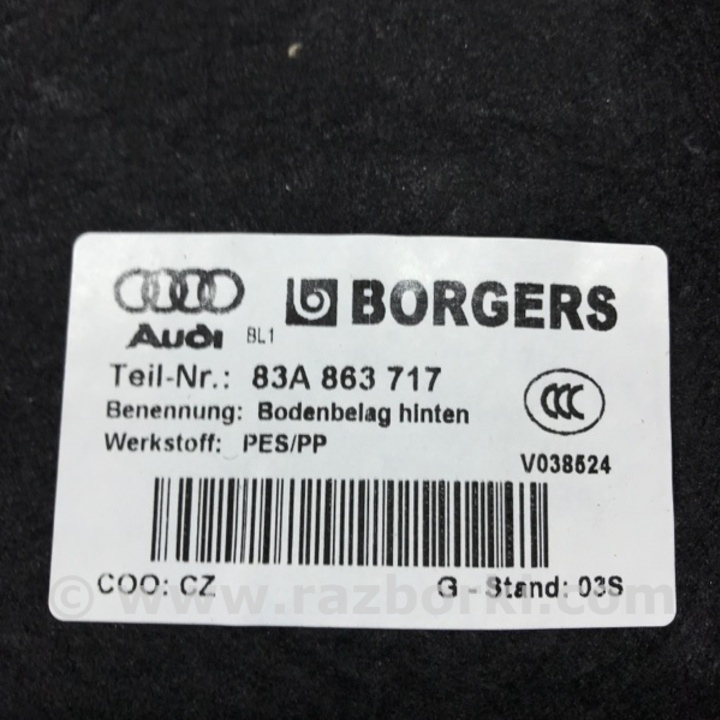 BORGERS
Audi BL1
Teil-Nr.: 83A 863 717
Benennung: Bodenbelag hinten
CCC
Werkstoff: PES/PP
V038524
COO: CZ G - Stand: 03S
© www.razborki.com